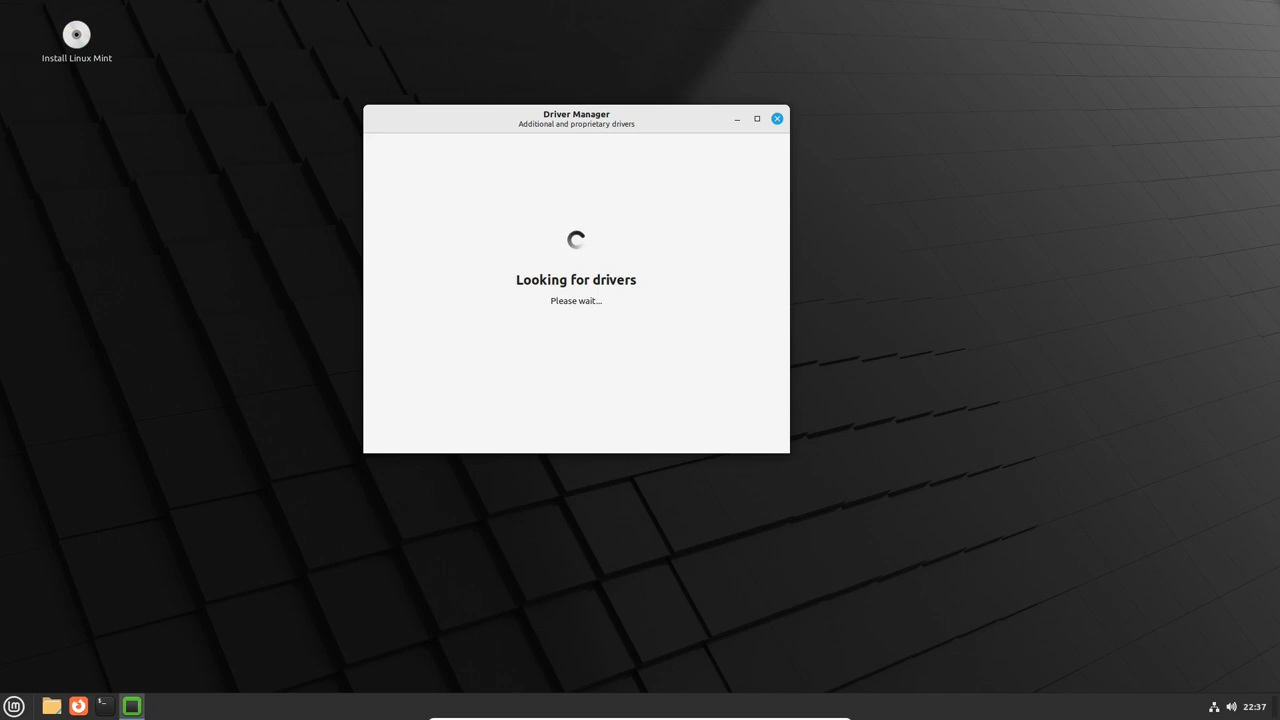 Install Linux Mint
Driver Manager
Additional and proprietary drivers
Looking for drivers
Please wait...
22:37